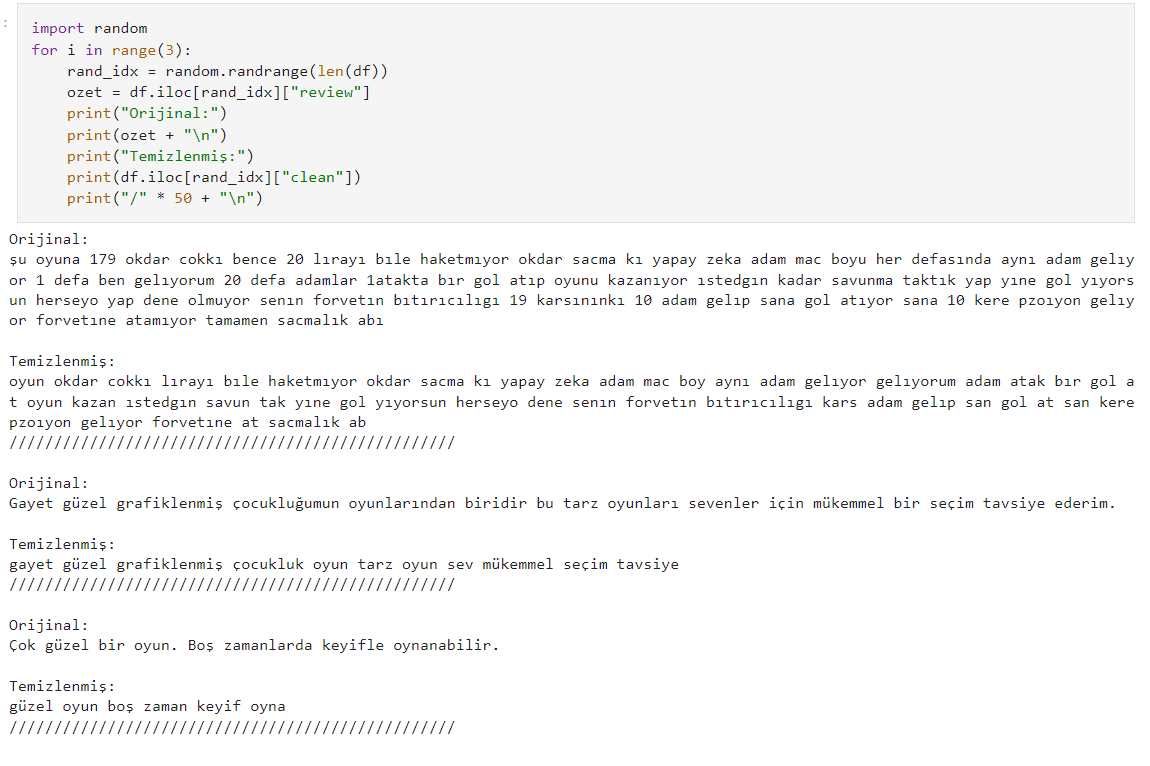 :
import random
for i in range(3):
    rand_idx = random.randrange(len(df))
    ozet = df.iloc[rand_idx]["review"]
    print("Orijinal:")
    print(ozet + "\n")
    print("Temizlenmiş:")
    print(df.iloc[rand_idx]["clean"])
    print("/" * 50 + "\n")
Orijinal:
şu oyuna 179 okdar cokkı bence 20 lırayı bıle haketmıyor okdar sacma kı yapay zeka adam mac boyu her defasında aynı adam gelıy
or 1 defa ben gelıyorum 20 defa adamlar 1atakta bır gol atıp oyunu kazanıyor ıstedgın kadar savunma taktık yap yıne gol yıyors
un herseyo yap dene olmuyor senın forvetın bıtırıcılıgı 19 karsınınkı 10 adam gelıp sana gol atıyor sana 10 kere pzoıyon gelıy
or forvetıne atamıyor tamamen sacmalık abı
Temizlenmiş:
oyun okdar cokkı lırayı bıle haketmıyor okdar sacma kı yapay zeka adam mac boy aynı adam gelıyor gelıyorum adam atak bır gol a
t oyun kazan ıstedgın savun tak yıne gol yıyorsun herseyo dene senın forvetın bıtırıcılıgı kars adam gelıp san gol at san kere
pzoıyon gelıyor forvetıne at sacmalık ab
//////////////////////////////////////////////////
Orijinal:
Gayet güzel grafiklenmiş çocukluğumun oyunlarından biridir bu tarz oyunları sevenler için mükemmel bir seçim tavsiye ederim.
Temizlenmiş:
gayet güzel grafiklenmiş çocukluk oyun tarz oyun sev mükemmel seçim tavsiye
//////////////////////////////////////////////////
Orijinal:
Çok güzel bir oyun. Boş zamanlarda keyifle oynanabilir.
Temizlenmiş:
güzel oyun boş zaman keyif oyna
//////////////////////////////////////////////////